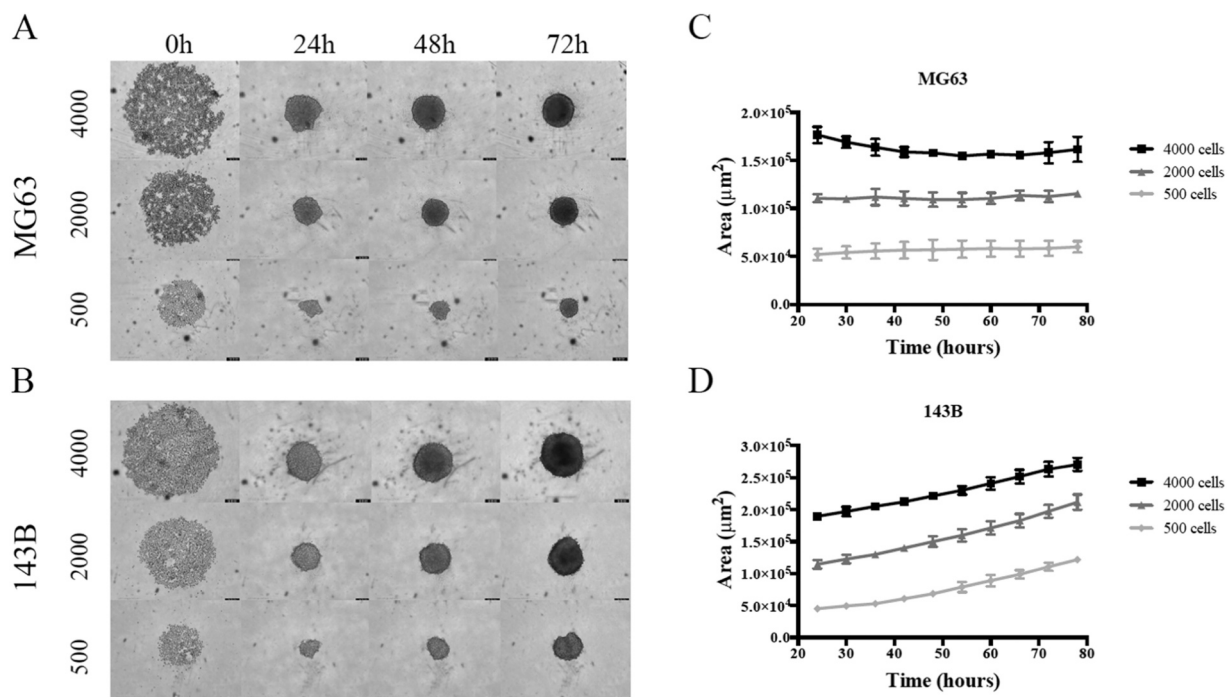 A
0h 24h 48h 72h
MG63
4000
2000
500
B
143B
4000
2000
500
C
MG63
Area (μm²)
2.0×10⁵
1.5×10⁵
1.0×10⁵
5.0×10⁴
0.0
20 30 40 50 60 70 80
Time (hours)
4000 cells
2000 cells
500 cells
D
143B
Area (μm²)
3.0×10⁵
2.5×10⁵
2.0×10⁵
1.5×10⁵
1.0×10⁵
5.0×10⁴
0.0
20 30 40 50 60 70 80
Time (hours)
4000 cells
2000 cells
500 cells